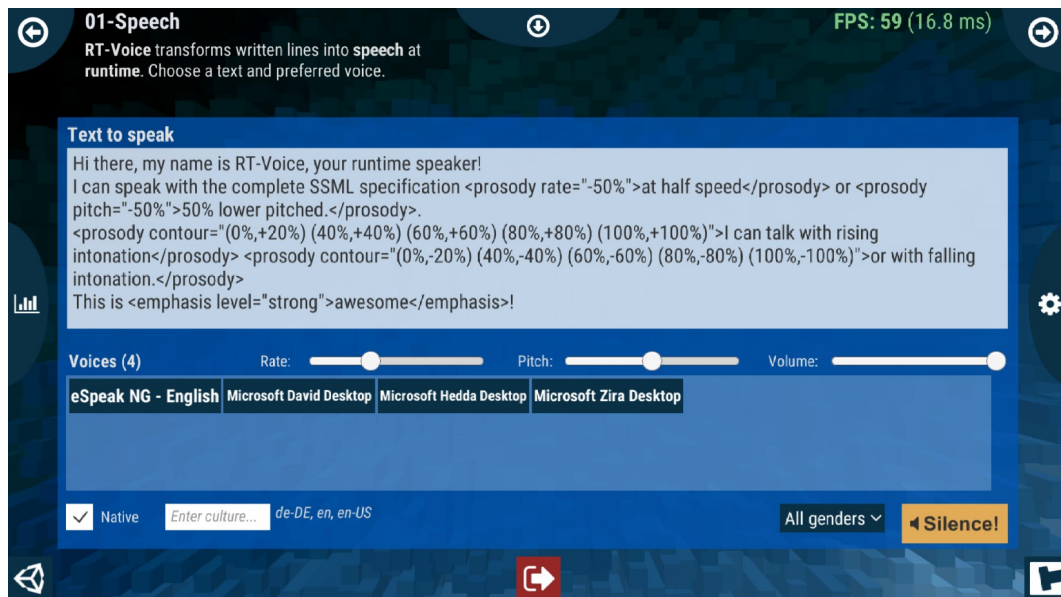 01-Speech
FPS: 59 (16.8 ms)
RT-Voice transforms written lines into speech at
runtime. Choose a text and preferred voice.
Text to speak
Hi there, my name is RT-Voice, your runtime speaker!
I can speak with the complete SSML specification <prosody rate="-50%">at half speed</prosody> or <prosody
pitch="-50%">50% lower pitched.</prosody>.
<prosody contour="(0%,+20%) (40%,+40%) (60%,+60%) (80%,+80%) (100%,+100%)">I can talk with rising
intonation</prosody> <prosody contour="(0%,-20%) (40%,-40%) (60%,-60%) (80%,-80%) (100%,-100%)">or with falling
intonation.</prosody>
This is <emphasis level="strong">awesome</emphasis>!
Voices (4) Rate: Pitch: Volume:
eSpeak NG - English Microsoft David Desktop Microsoft Hedda Desktop Microsoft Zira Desktop
Native Enter culture... de-DE, en, en-US All genders Silence!